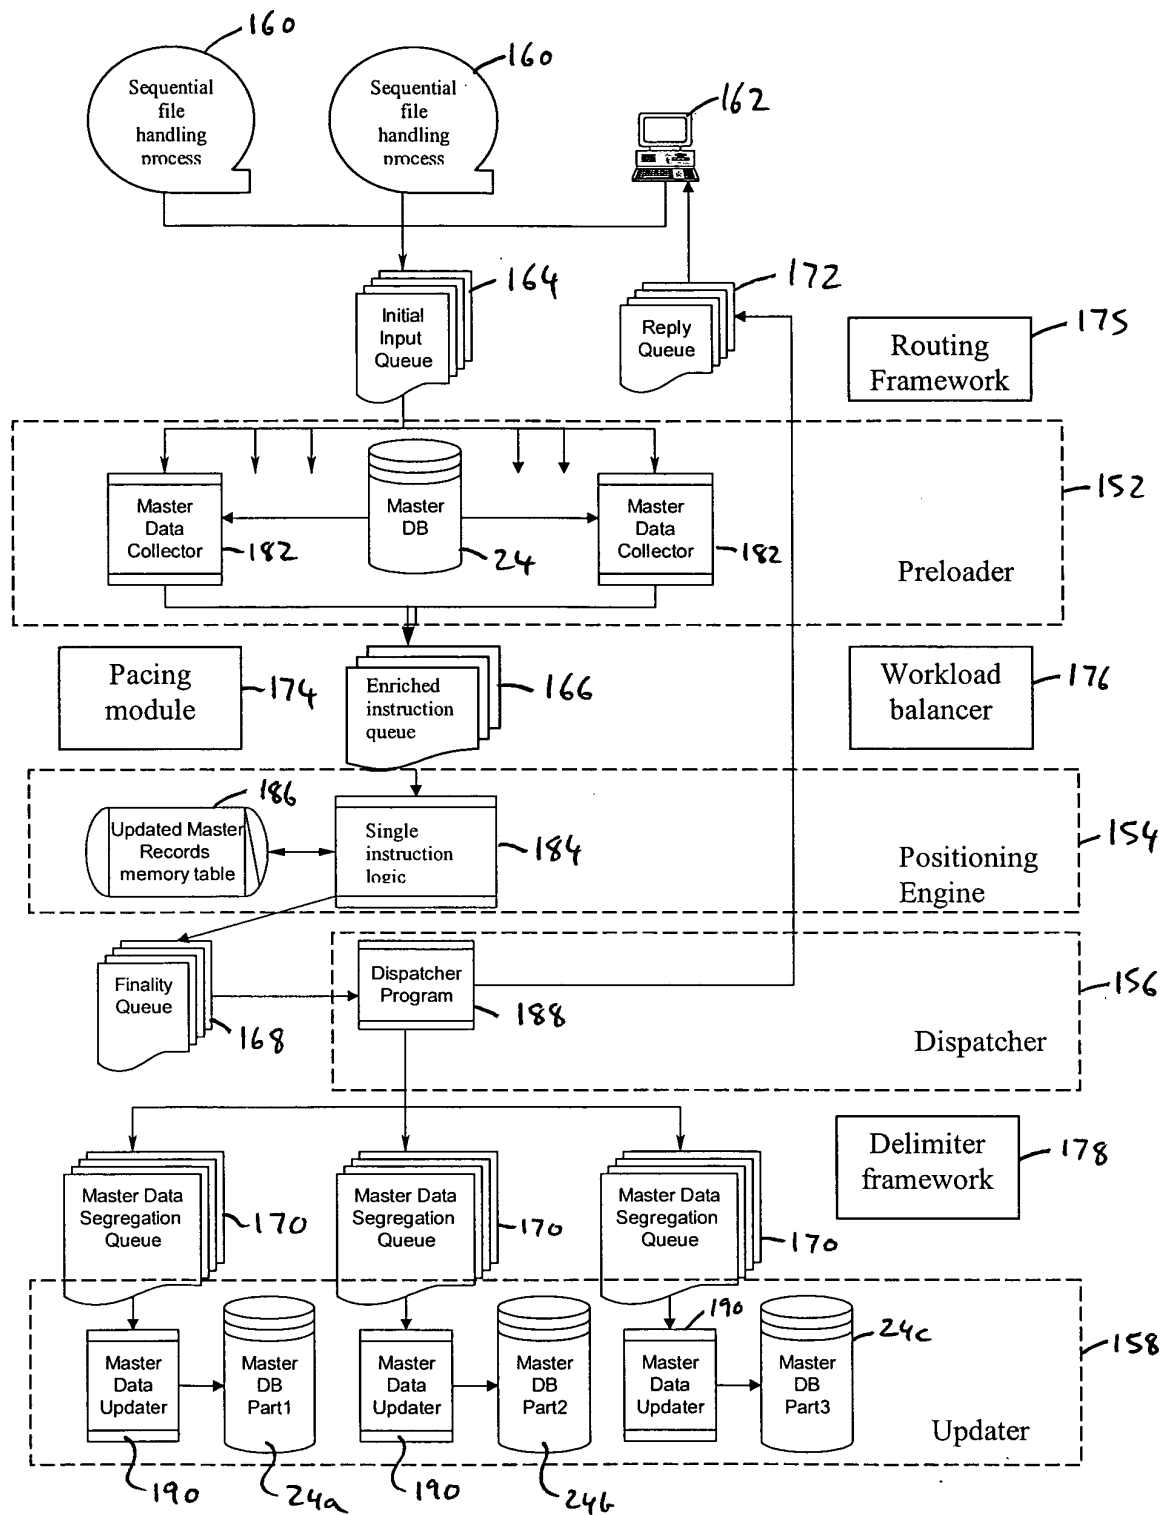 160
160
162
Sequential
file
handling
process
Sequential
file
handling
process
164
172
175
Initial
Input
Queue
Reply
Queue
Routing
Framework
152
Master
Data
Collector
182
Master
DB
24
Master
Data
Collector
182
Preloader
Pacing
module
174
Enriched
instruction
queue
166
Workload
balancer
176
186
Updated Master
Records
memory table
Single
instruction
logic
184
154
Positioning
Engine
Finality
Queue
168
Dispatcher
Program
188
156
Dispatcher
Delimiter
framework
178
Master Data
Segregation
Queue
170
Master Data
Segregation
Queue
170
Master Data
Segregation
Queue
170
190
24c
158
Master
Data
Updater
Master
DB
Part1
Master
Data
Updater
Master
DB
Part2
Master
Data
Updater
Master
DB
Part3
Updater
190
24a
190
24b